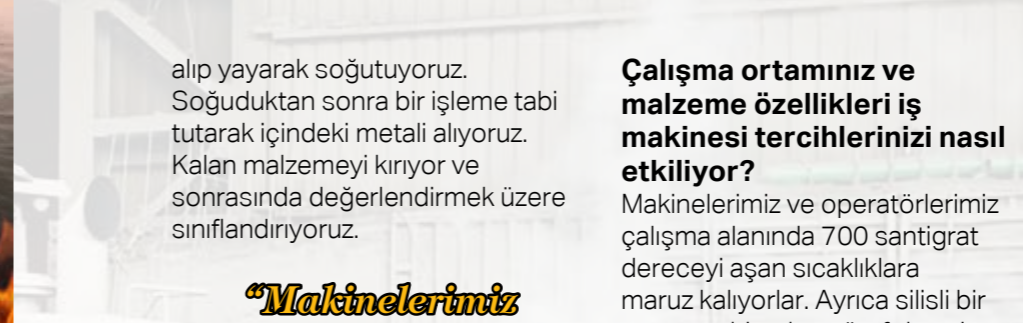 alıp yayarak soğutuyoruz.
Soğuduktan sonra bir işleme tabi
tutarak içindeki metali alıyoruz.
Kalan malzemeyi kırıyor ve
sonrasında değerlendirmek üzere
sınıflandırıyoruz.
“Makinelerimiz
Çalışma ortamınız ve
malzeme özellikleri iş
makinesi tercihlerinizi nasıl
etkiliyor?
Makinelerimiz ve operatörlerimiz
çalışma alanında 700 santigrat
dereceyi aşan sıcaklıklara
maruz kalıyorlar. Ayrıca silisli bir